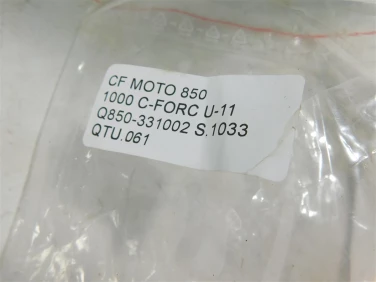 CF MOTO 850
1000 C-FORC U-11
Q850-331002 S.1033
QTU.061